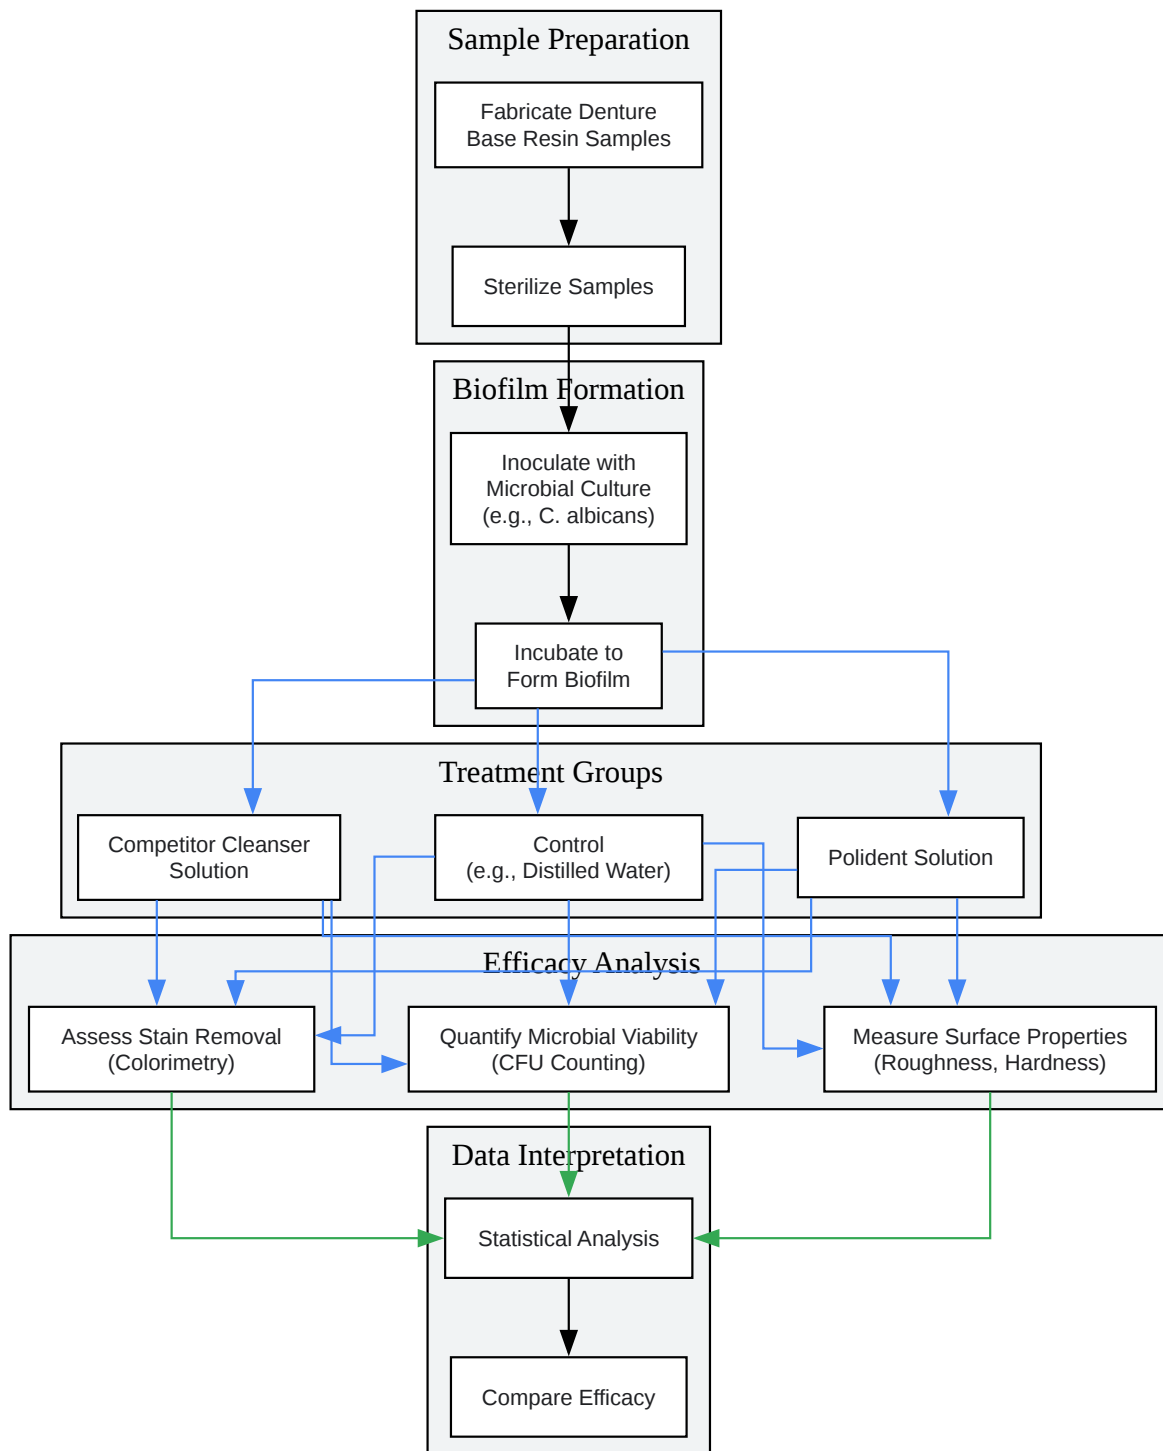 Sample Preparation
Fabricate Denture
Base Resin Samples
Sterilize Samples
Biofilm Formation
Inoculate with
Microbial Culture
(e.g., C. albicans)
Incubate to
Form Biofilm
Treatment Groups
Competitor Cleanser
Solution
Control
(e.g., Distilled Water)
Polident Solution
Efficacy Analysis
Assess Stain Removal
(Colorimetry)
Quantify Microbial Viability
(CFU Counting)
Measure Surface Properties
(Roughness, Hardness)
Data Interpretation
Statistical Analysis
Compare Efficacy